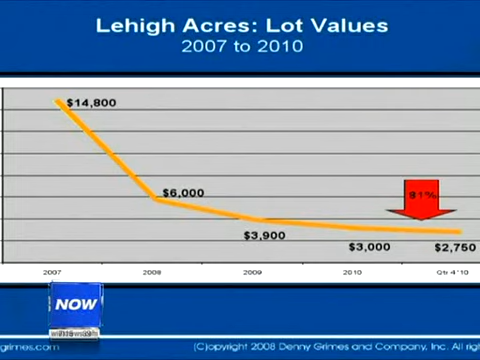 Lehigh Acres: Lot Values
2007 to 2010
$14,800
$6,000
$3,900
$3,000
$2,750
81%
2007
2008
2009
2010
Qtr 4'10
NOW
grimes.com
(C)opyright 2008 Denny Grimes and Company, Inc. All Right